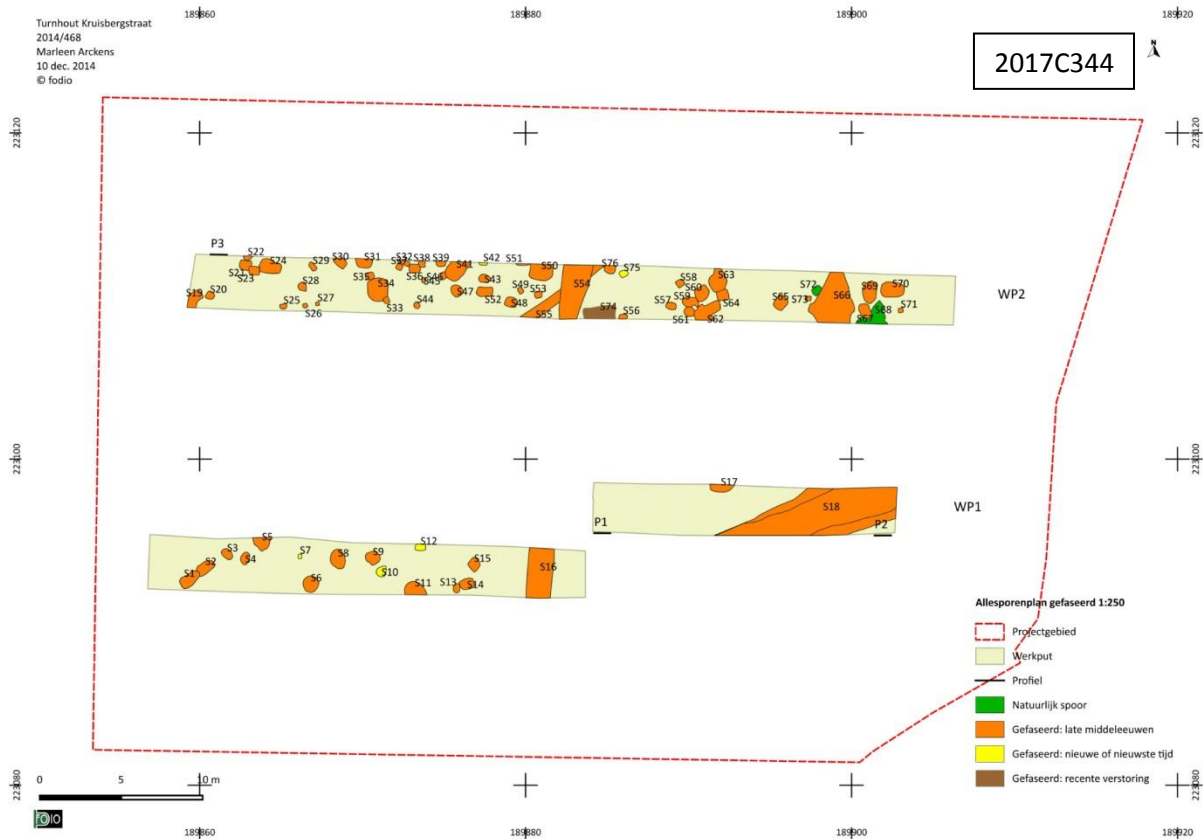 Turnhout Kruisbergstraat
2014/468
Marleen Arckens
10 dec. 2014
© fodio
189860
189880
189900
189920
2017C344
N
223120
223120
P3
S22
S24
S29
S30
S31
S32
S37
S38
S39
S41
S42
S51
S50
S76
S75
S58
S63
S72
S69
S70
S21
S23
S28
S35
S34
S36
S45
S46
S43
S49
S53
S54
S60
S59
S64
S65
S73
S66
S71
S19
S20
S25
S26
S27
S33
S44
S47
S52
S48
S55
S74
S56
S57
S61
S62
S67
S68
WP2
223100
223100
S17
S18
P1
P2
WP1
S5
S3
S4
S2
S1
S7
S6
S8
S9
S10
S12
S11
S13
S14
S15
S16
Allesporenplan gefaseerd 1:250
Projectgebied
Werkput
Profiel
Natuurlijk spoor
Gefaseerd: late middeleeuwen
Gefaseerd: nieuwe of nieuwste tijd
Gefaseerd: recente verstoring
0 5 10 m
223080
223080
FODIO
189860
189880
189900
189920